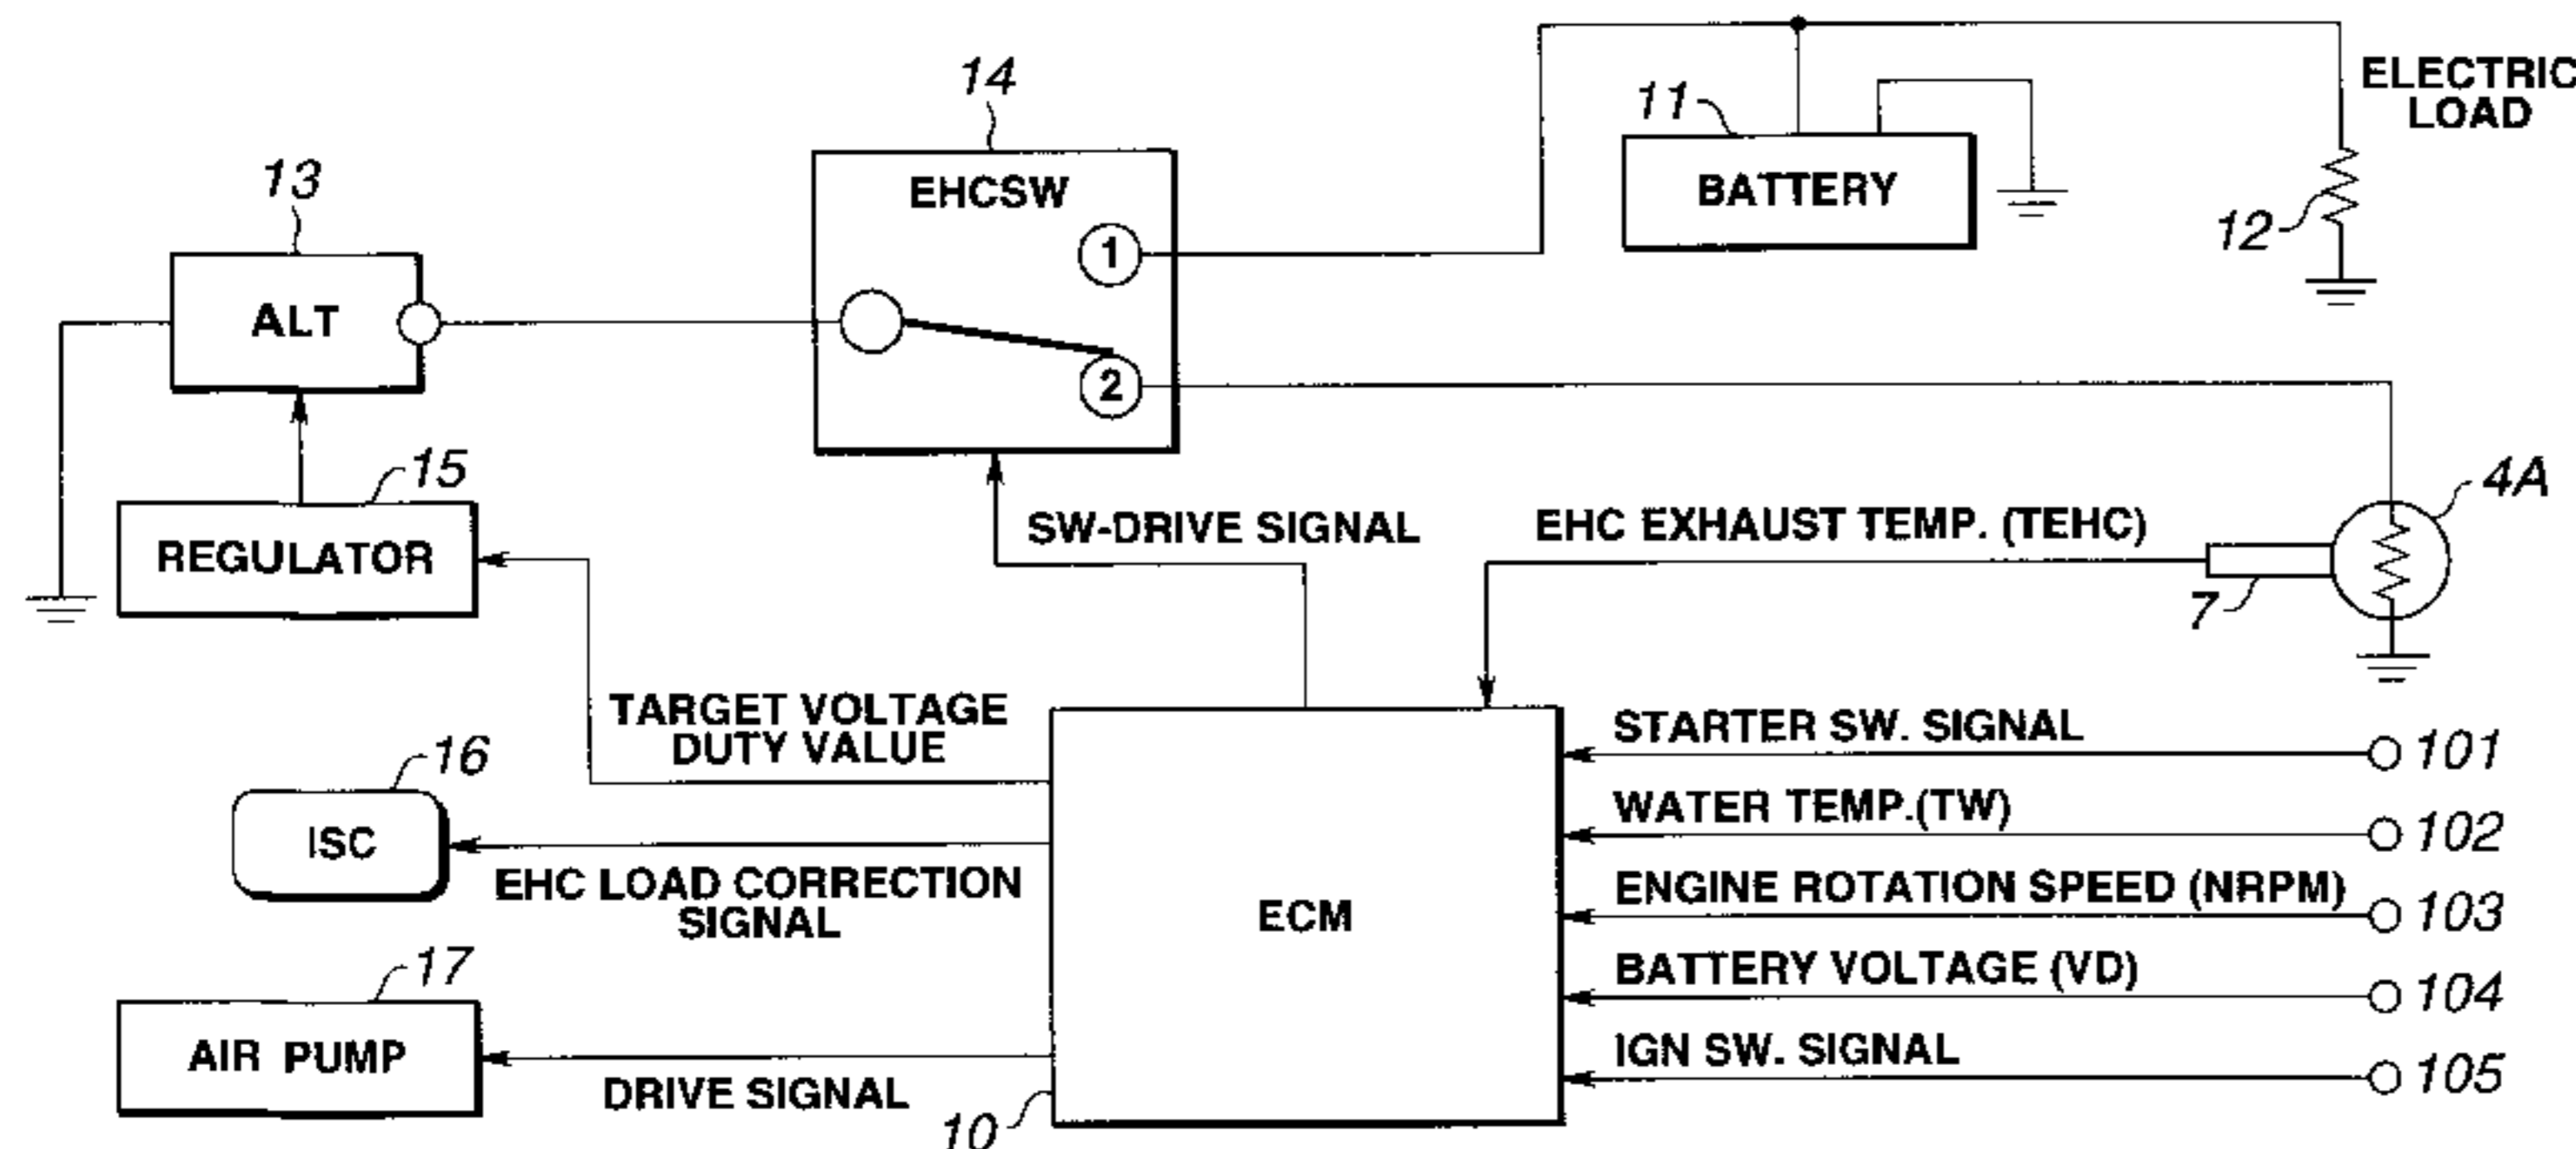 14
EHCSW
1
2
11
BATTERY
ELECTRIC
LOAD
12
13
ALT
15
REGULATOR
SW-DRIVE SIGNAL
EHC EXHAUST TEMP. (TEHC)
4A
7
TARGET VOLTAGE
DUTY VALUE
16
ISC
EHC LOAD CORRECTION
SIGNAL
17
AIR PUMP
DRIVE SIGNAL
ECM
10
STARTER SW. SIGNAL
101
WATER TEMP.(TW)
102
ENGINE ROTATION SPEED (NRPM)
103
BATTERY VOLTAGE (VD)
104
IGN SW. SIGNAL
105